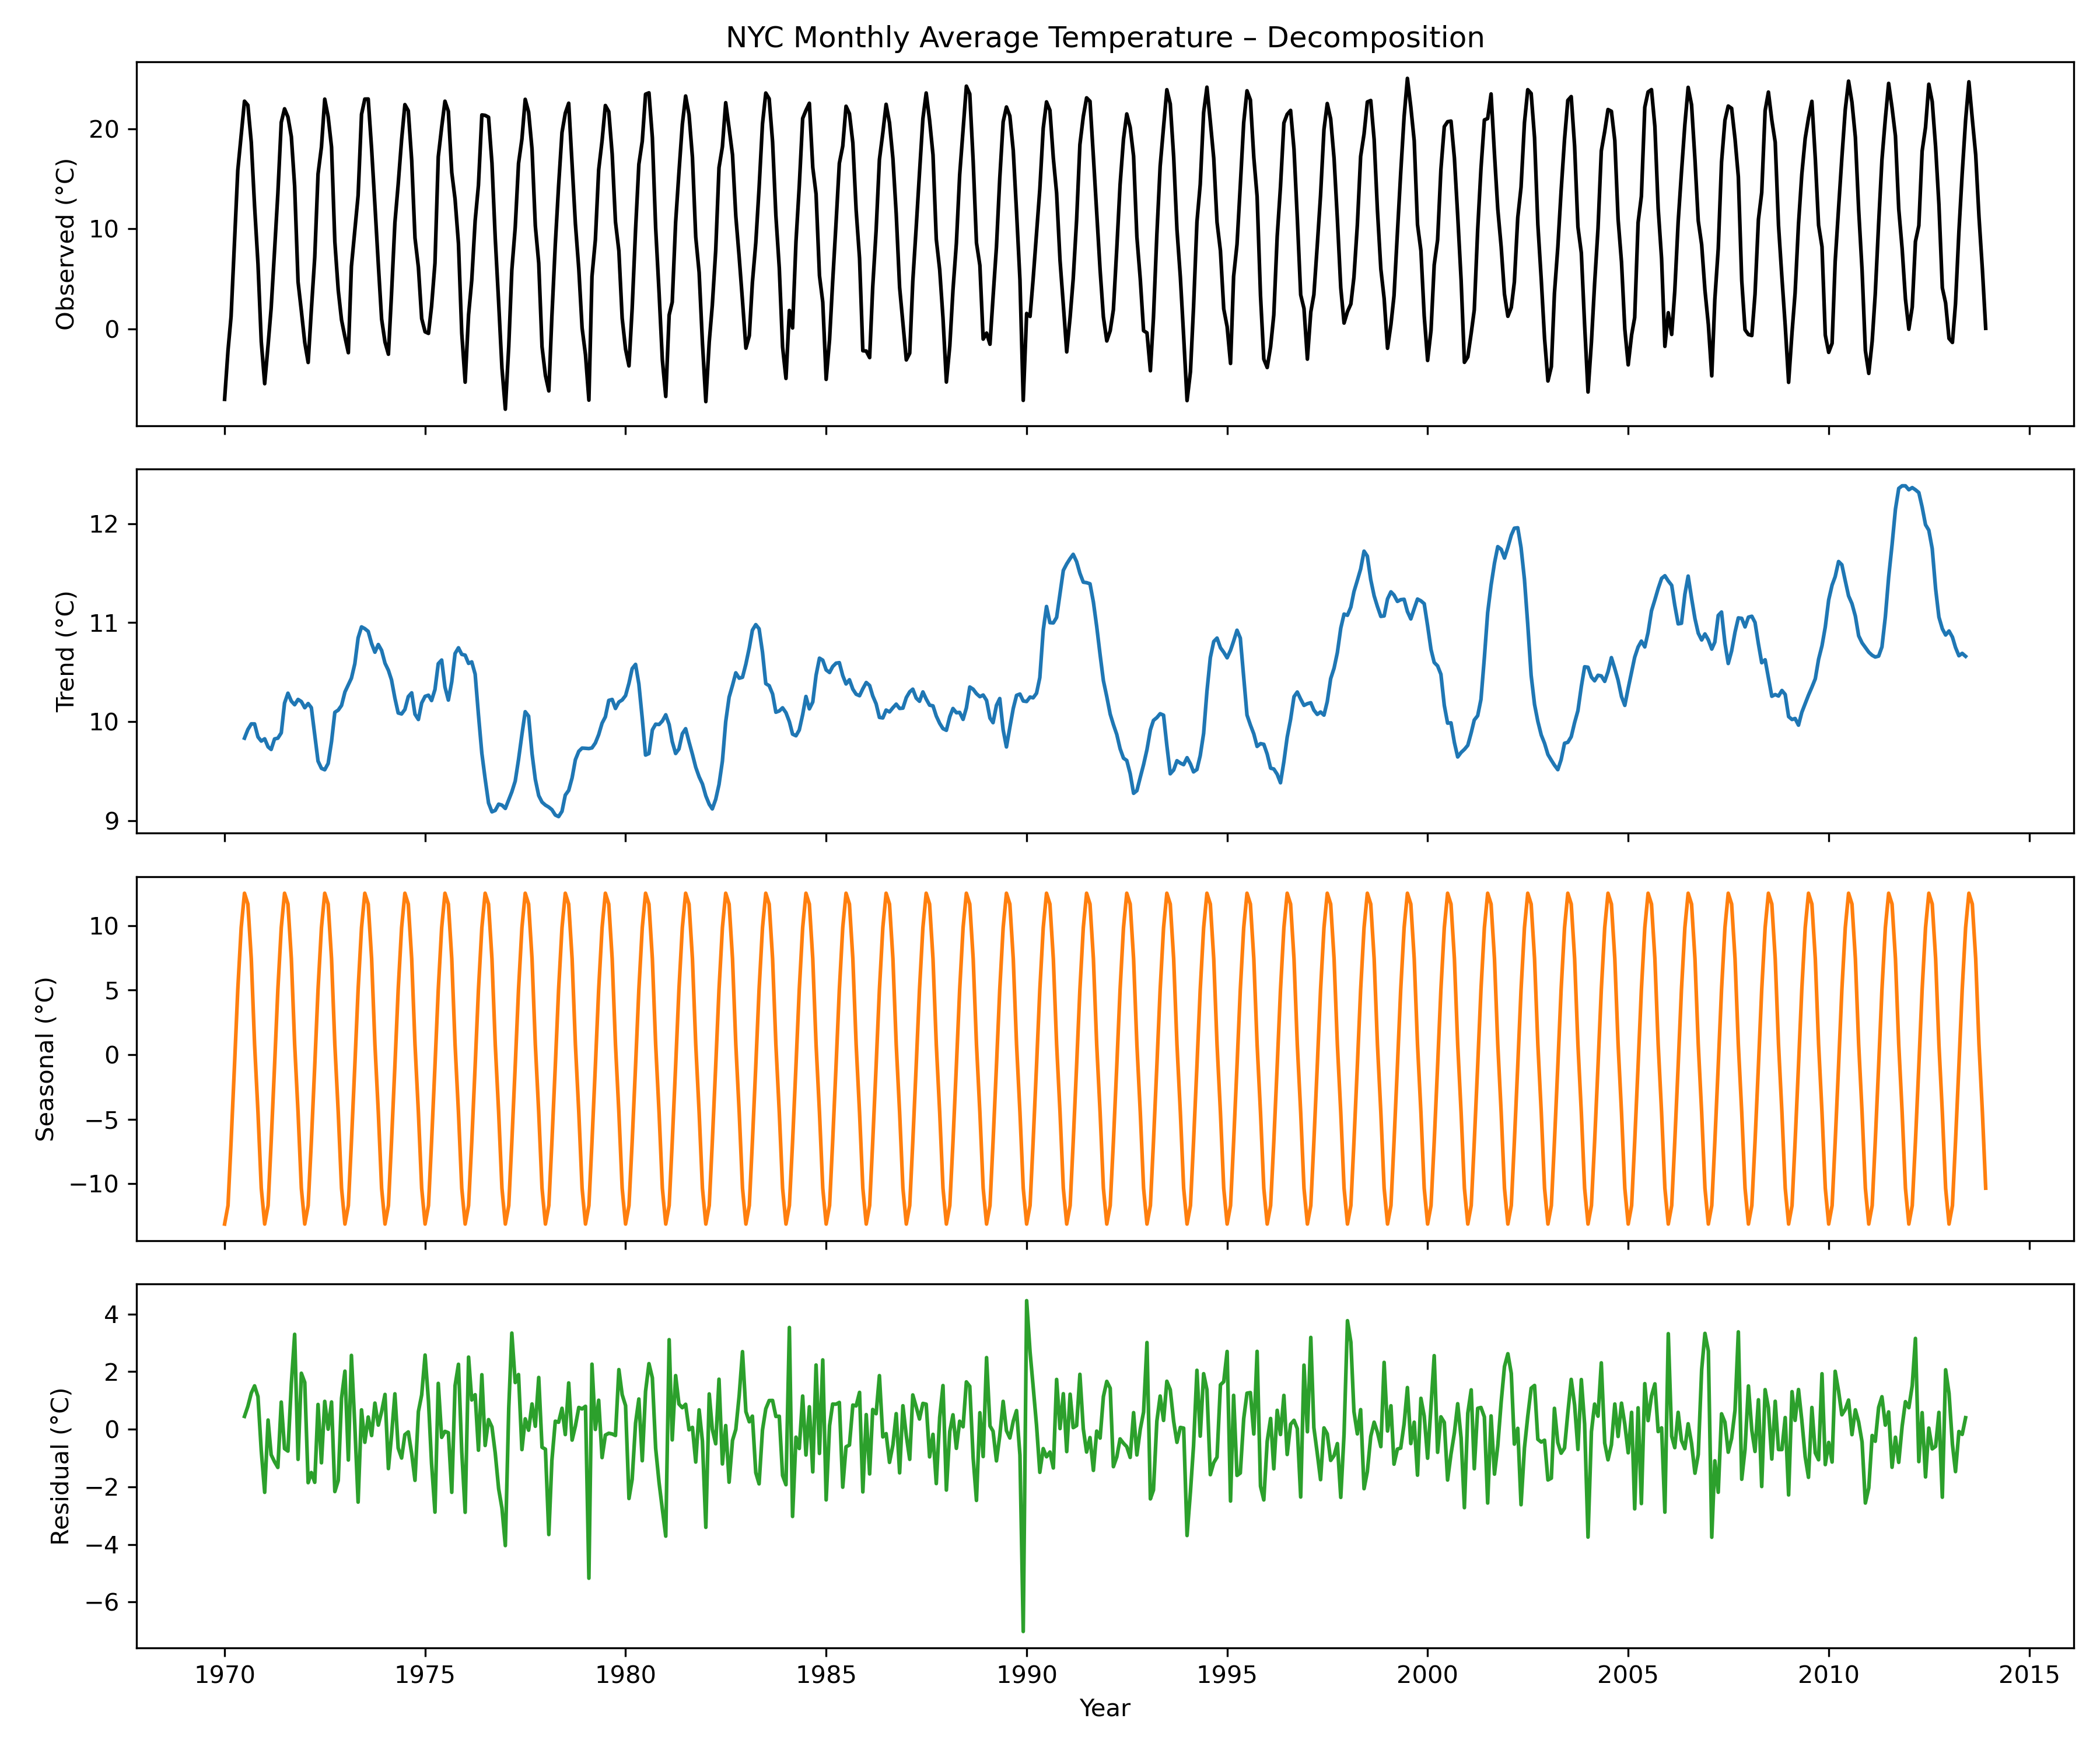 NYC Monthly Average Temperature – Decomposition
Observed (°C)
20
10
0
Trend (°C)
12
11
10
9
Seasonal (°C)
10
5
0
−5
−10
Residual (°C)
4
2
0
−2
−4
−6
1970 1975 1980 1985 1990 1995 2000 2005 2010 2015
Year